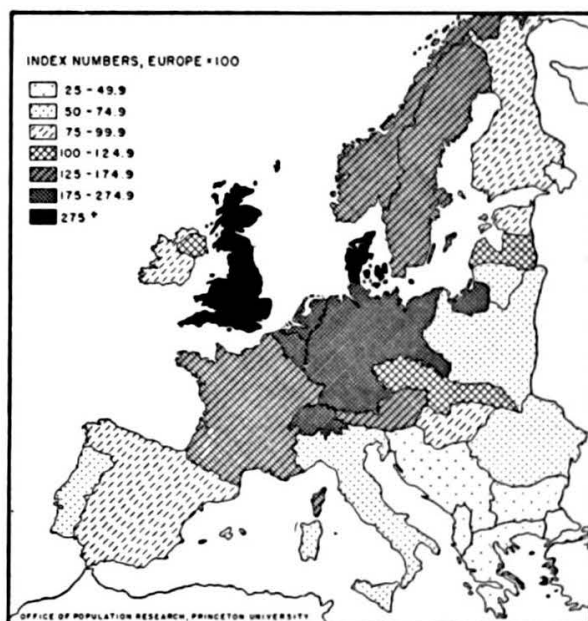 INDEX NUMBERS, EUROPE = 100
25 - 49.9
50 - 74.9
75 - 99.9
100 - 124.9
125 - 174.9
175 - 274.9
275 +
OFFICE OF POPULATION RESEARCH, PRINCETON UNIVERSITY